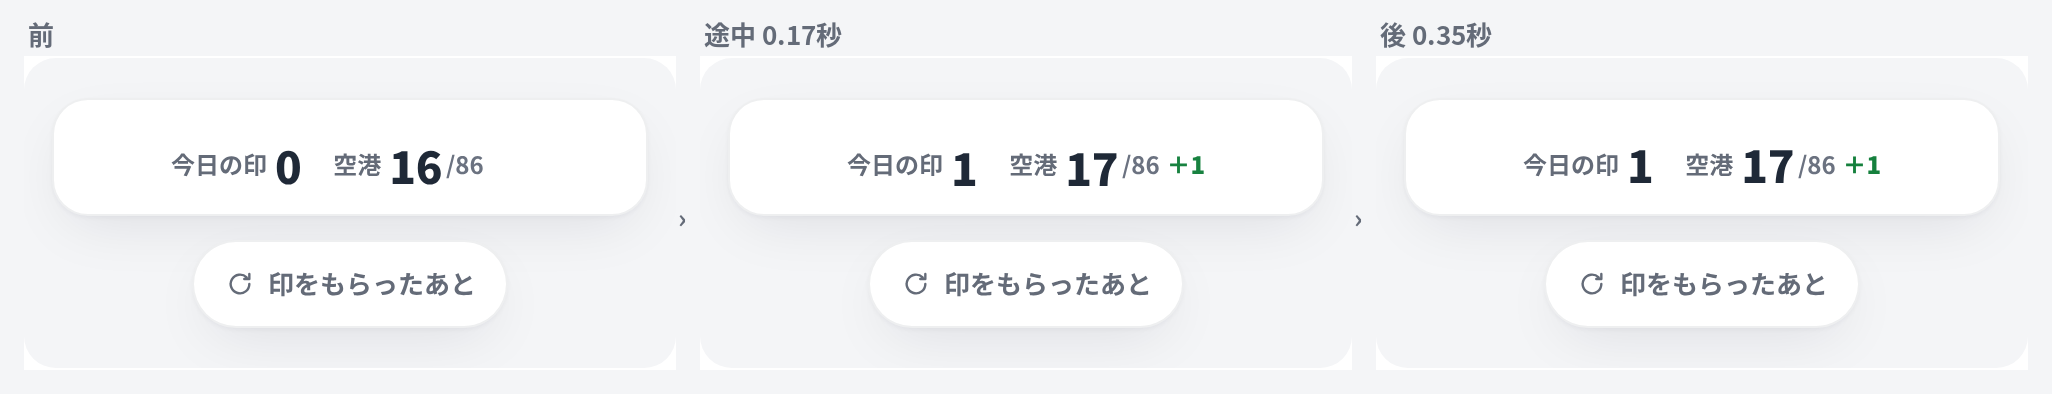 前
今日の印 0 空港 16/86
印をもらったあと
›
途中 0.17秒
今日の印 1 空港 17/86 +1
印をもらったあと
›
後 0.35秒
今日の印 1 空港 17/86 +1
印をもらったあと